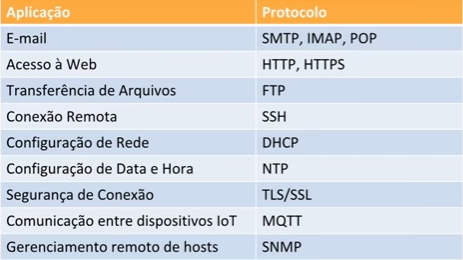 Aplicação Protocolo
E-mail SMTP, IMAP, POP
Acesso à Web HTTP, HTTPS
Transferência de Arquivos FTP
Conexão Remota SSH
Configuração de Rede DHCP
Configuração de Data e Hora NTP
Segurança de Conexão TLS/SSL
Comunicação entre dispositivos IoT MQTT
Gerenciamento remoto de hosts SNMP